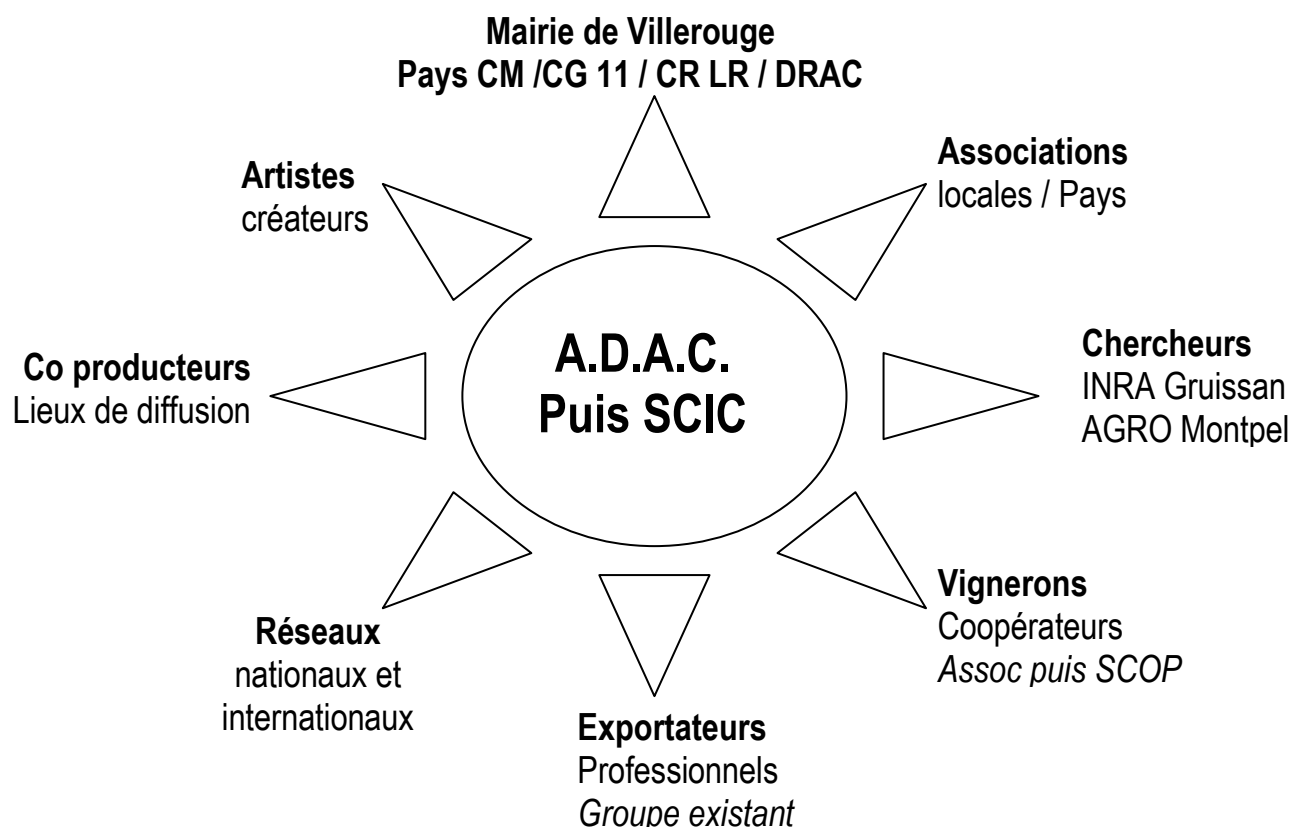 Mairie de Villerouge
Pays CM /CG 11 / CR LR / DRAC
Artistes
créateurs
Associations
locales / Pays
Co producteurs
Lieux de diffusion
A.D.A.C.
Puis SCIC
Chercheurs
INRA Gruissan
AGRO Montpel
Réseaux
nationaux et
internationaux
Vignerons
Coopérateurs
Assoc puis SCOP
Exportateurs
Professionnels
Groupe existant